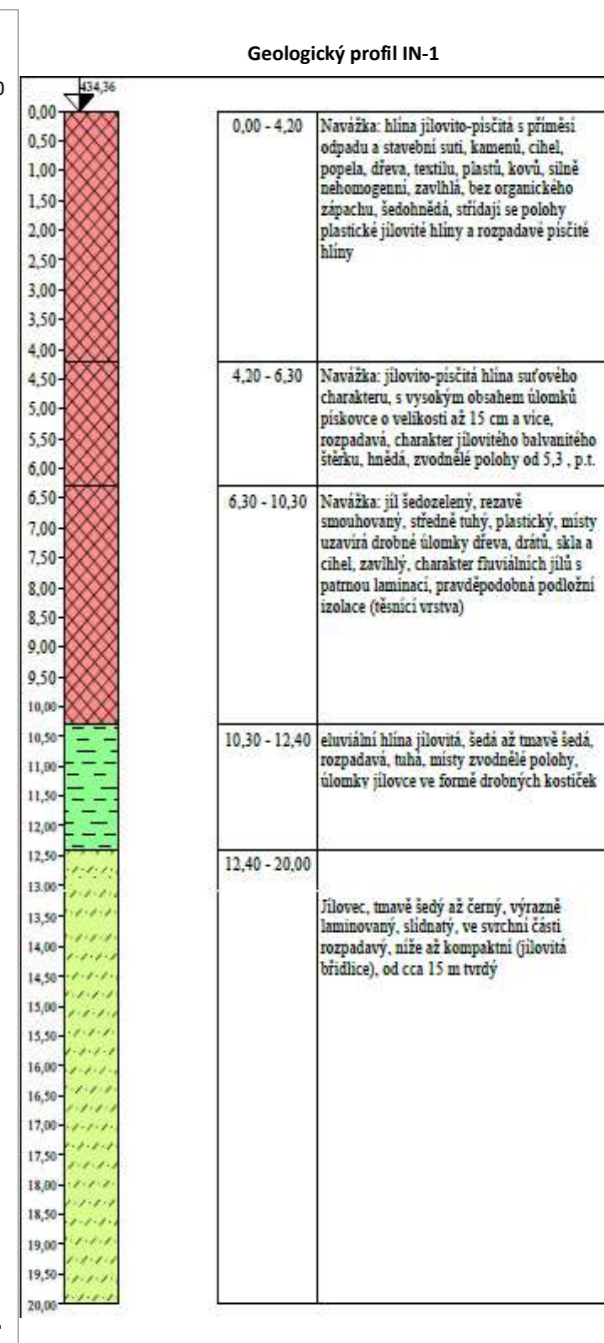 Geologický profil IN-1
434,36
0,00
0,50
1,00
1,50
2,00
2,50
3,00
3,50
4,00
4,50
5,00
5,50
6,00
6,50
7,00
7,50
8,00
8,50
9,00
9,50
10,00
10,50
11,00
11,50
12,00
12,50
13,00
13,50
14,00
14,50
15,00
15,50
16,00
16,50
17,00
17,50
18,00
18,50
19,00
19,50
20,00
0,00 - 4,20
Navážka: hlína jílovito-písčitá s příměsí
odpadu a stavební suti, kamenů, cihel,
popela, dřeva, textilu, plastů, kovů, silně
nehomogenní, zavlhlá, bez organického
zápachu, šedohnědá, střídají se polohy
plastické jílovité hlíny a rozpadavé písčité
hlíny
4,20 - 6,30
Navážka: jílovito-písčitá hlína suťového
charakteru, s vysokým obsahem úlomků
pískovce o velikosti až 15 cm a více,
rozpadavá, charakter jílovitého balvanitého
štěrku, hnědá, zvodnělé polohy od 5,3 , p.t.
6,30 - 10,30
Navážka: jíl šedozelený, rezavě
smouhovaný, středně tuhý, plastický, místy
uzavírá drobné úlomky dřeva, drátů, skla a
cihel, zavlhlý, charakter fluviálních jílů s
patrnou laminací, pravděpodobná podložní
izolace (těsnící vrstva)
10,30 - 12,40
eluviální hlína jílovitá, šedá až tmavě šedá,
rozpadavá, tuhá, místy zvodnělé polohy,
úlomky jílovce ve formě drobných kostiček
12,40 - 20,00
Jílovec, tmavě šedý až černý, výrazně
laminovaný, slídnatý, ve svrchní části
rozpadavý, níže až kompaktní (jílovitá
břidlice), od cca 15 m tvrdý